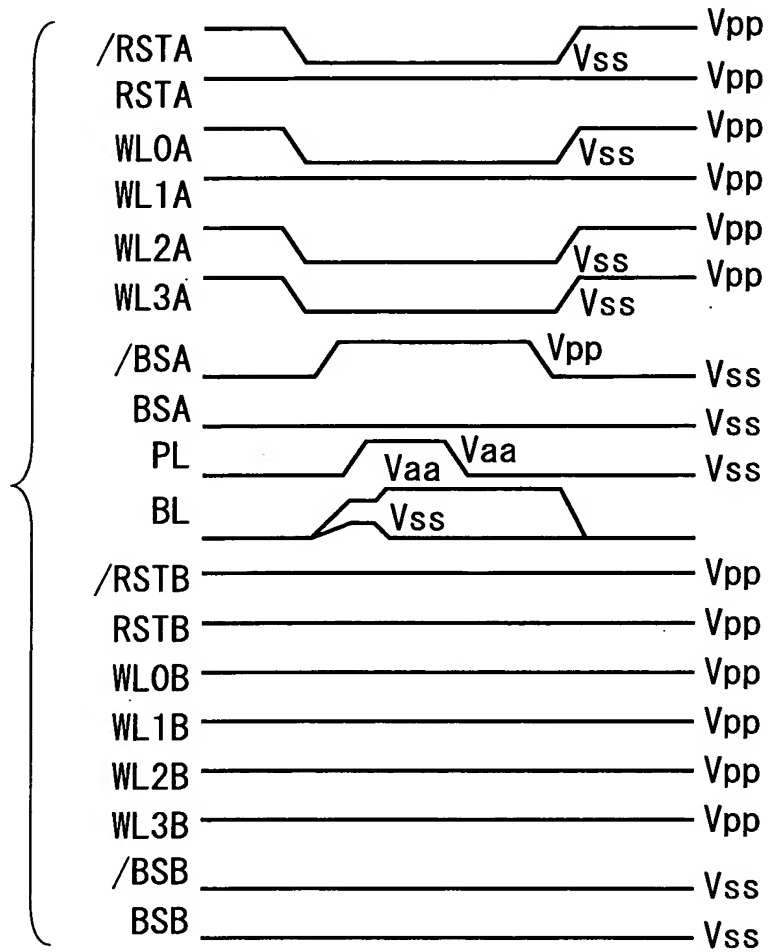 /RSTA Vss Vpp
RSTA Vpp
WL0A Vss Vpp
WL1A Vpp
WL2A Vss Vpp
WL3A Vss Vpp
/BSA Vpp Vss
BSA Vss
PL Vaa Vss
BL Vaa Vss
/RSTB Vpp
RSTB Vpp
WL0B Vpp
WL1B Vpp
WL2B Vpp
WL3B Vpp
/BSB Vss
BSB Vss